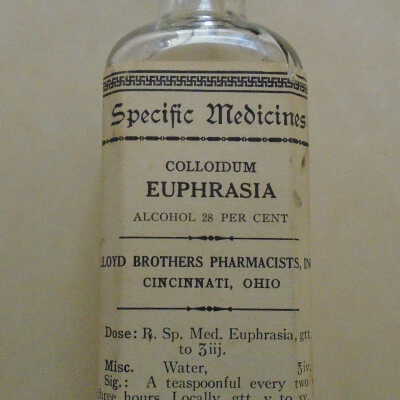 Specific Medicines
COLLOIDUM
EUPHRASIA
ALCOHOL 28 PER CENT
LOYD BROTHERS PHARMACISTS, IN
CINCINNATI, OHIO
Dose: ℞. Sp. Med. Euphrasia, gtt.
to ʒiij.
Misc. Water, ʒiv.
Sig.: A teaspoonful every two
three hours. Locally, gtt. v to xv